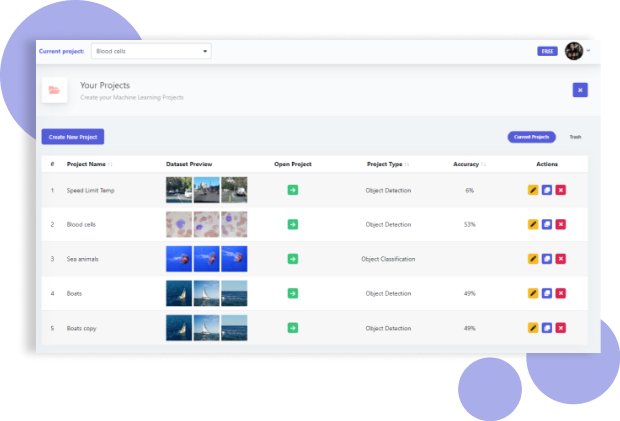 Current project: Blood cells FREE
Your Projects
Create your Machine Learning Projects
Create New Project Current Projects Trash
# Project Name Dataset Preview Open Project Project Type Accuracy Actions
1 Speed Limit Temp Object Detection 6%
2 Blood cells Object Detection 53%
3 Sea animals Object Classification
4 Boats Object Detection 49%
5 Boats copy Object Detection 49%